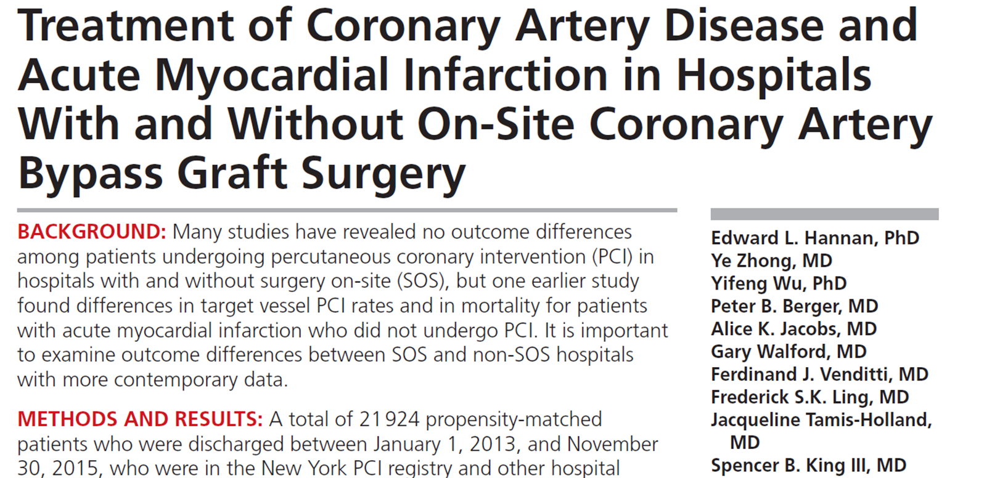 Treatment of Coronary Artery Disease and
Acute Myocardial Infarction in Hospitals
With and Without On-Site Coronary Artery
Bypass Graft Surgery
BACKGROUND: Many studies have revealed no outcome differences
among patients undergoing percutaneous coronary intervention (PCI) in
hospitals with and without surgery on-site (SOS), but one earlier study
found differences in target vessel PCI rates and in mortality for patients
with acute myocardial infarction who did not undergo PCI. It is important
to examine outcome differences between SOS and non-SOS hospitals
with more contemporary data.
METHODS AND RESULTS: A total of 21 924 propensity-matched
patients who were discharged between January 1, 2013, and November
30, 2015, who were in the New York PCI registry and other hospital
Edward L. Hannan, PhD
Ye Zhong, MD
Yifeng Wu, PhD
Peter B. Berger, MD
Alice K. Jacobs, MD
Gary Walford, MD
Ferdinand J. Venditti, MD
Frederick S.K. Ling, MD
Jacqueline Tamis-Holland,
MD
Spencer B. King III, MD